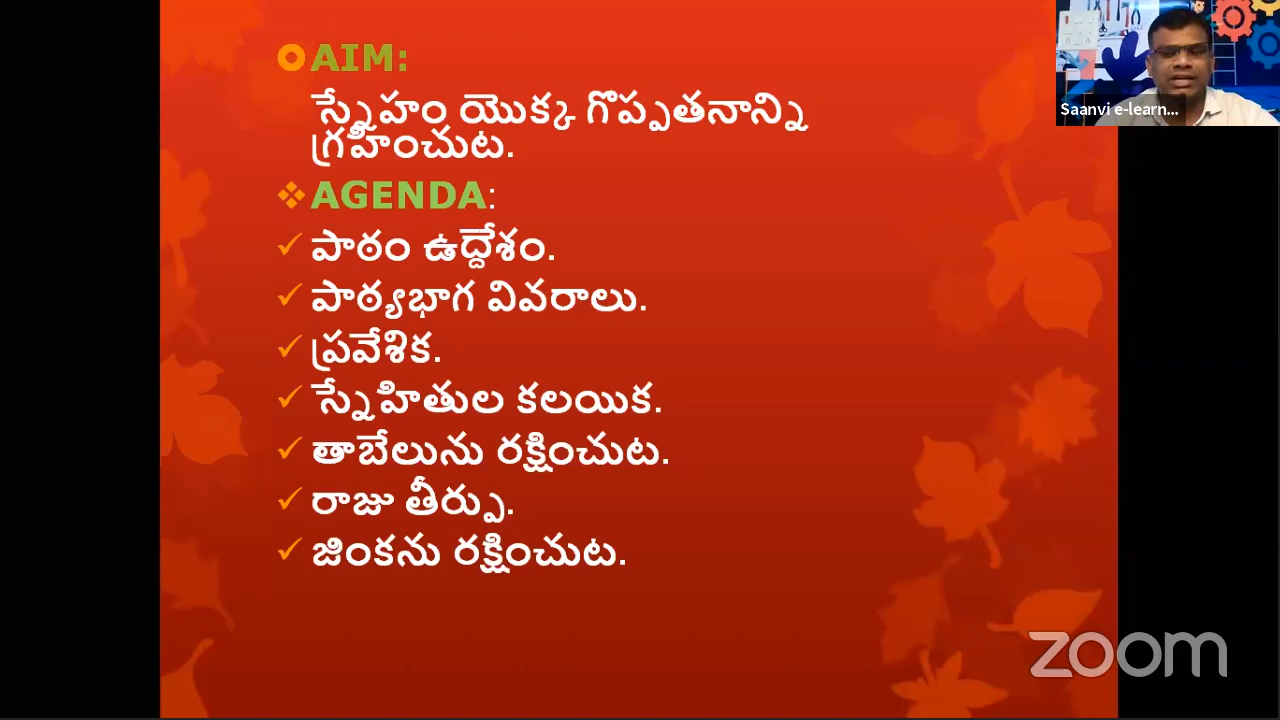 AIM:
స్నేహం యొక్క గొప్పతనాన్ని
గ్రహించుట.
AGENDA:
పాఠం ఉద్దేశం.
పాఠ్యభాగ వివరాలు.
ప్రవేశిక.
స్నేహితుల కలయిక.
తాబేలును రక్షించుట.
రాజు తీర్పు.
జింకను రక్షించుట.
Saanvi e-learn...
zoom